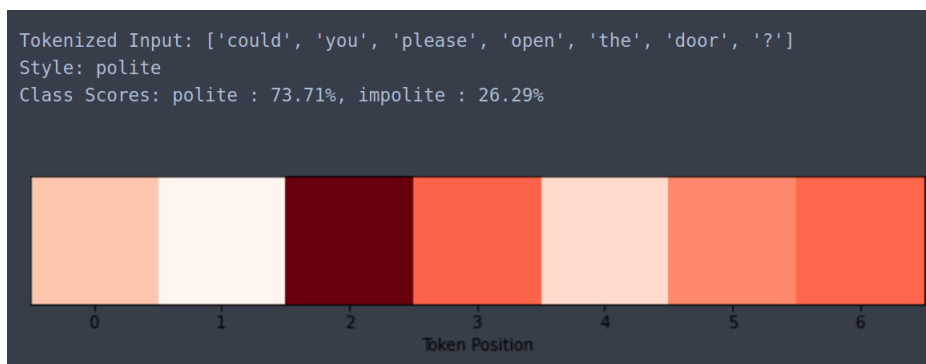 Tokenized Input: ['could', 'you', 'please', 'open', 'the', 'door', '?']
Style: polite
Class Scores: polite : 73.71%, impolite : 26.29%
0 1 2 3 4 5 6
Token Position